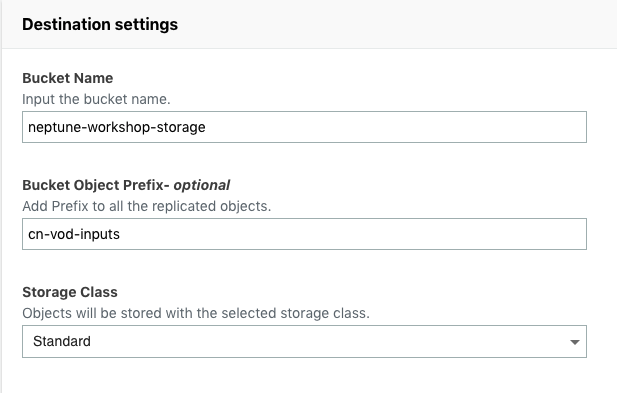 Destination settings
Bucket Name
Input the bucket name.
neptune-workshop-storage
Bucket Object Prefix- optional
Add Prefix to all the replicated objects.
cn-vod-inputs
Storage Class
Objects will be stored with the selected storage class.
Standard